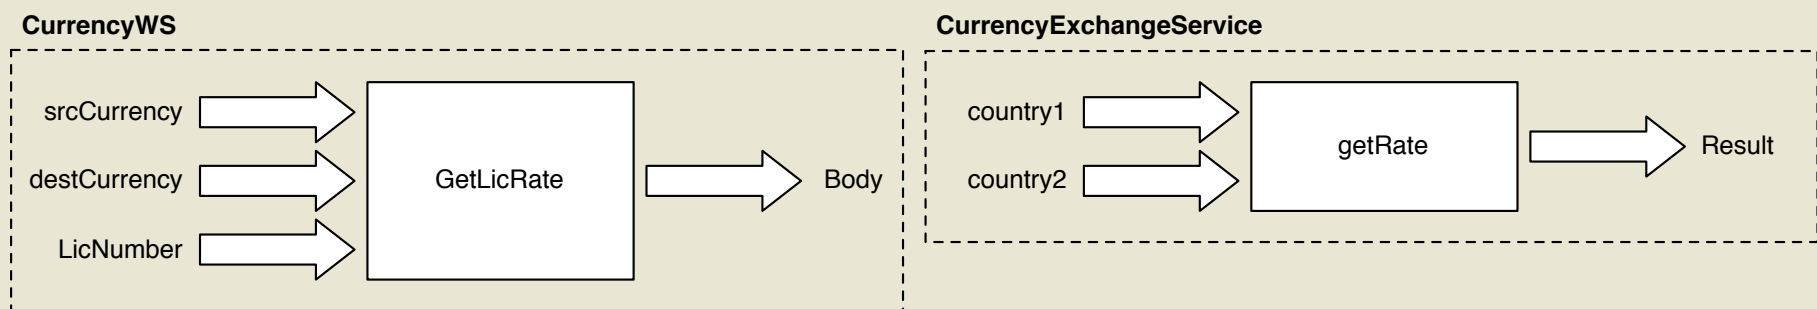 CurrencyWS
srcCurrency
destCurrency
LicNumber
GetLicRate
Body
CurrencyExchangeService
country1
country2
getRate
Result